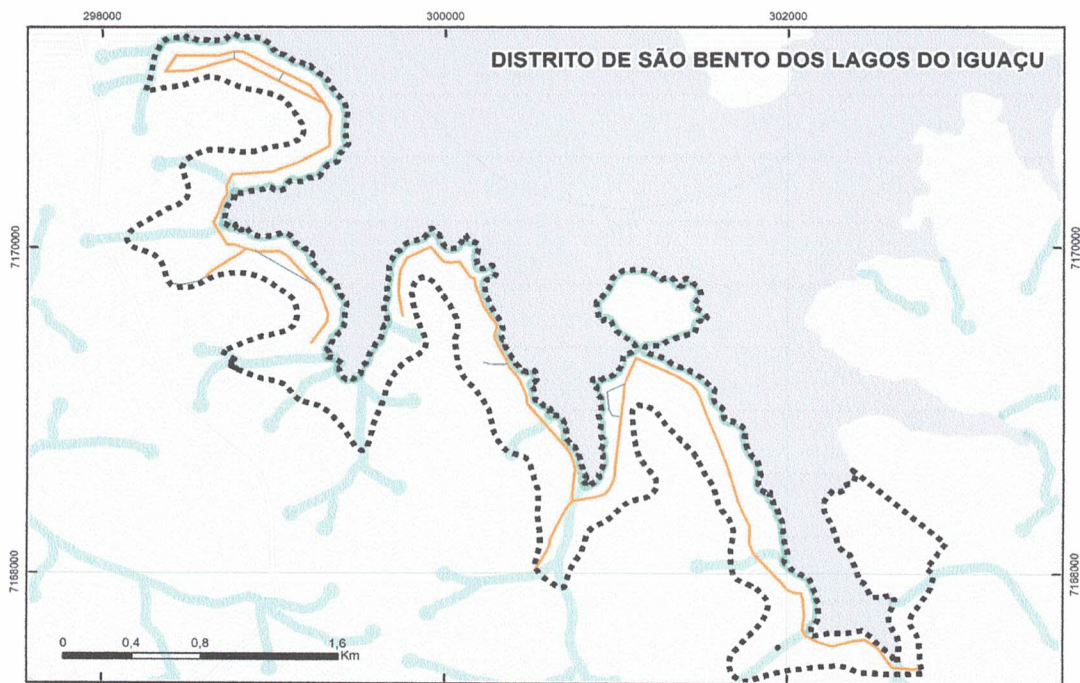 298000 300000 302000
DISTRITO DE SÃO BENTO DOS LAGOS DO IGUAÇU
7170000 7170000
7168000 7168000
0 0,4 0,8 1,6
Km